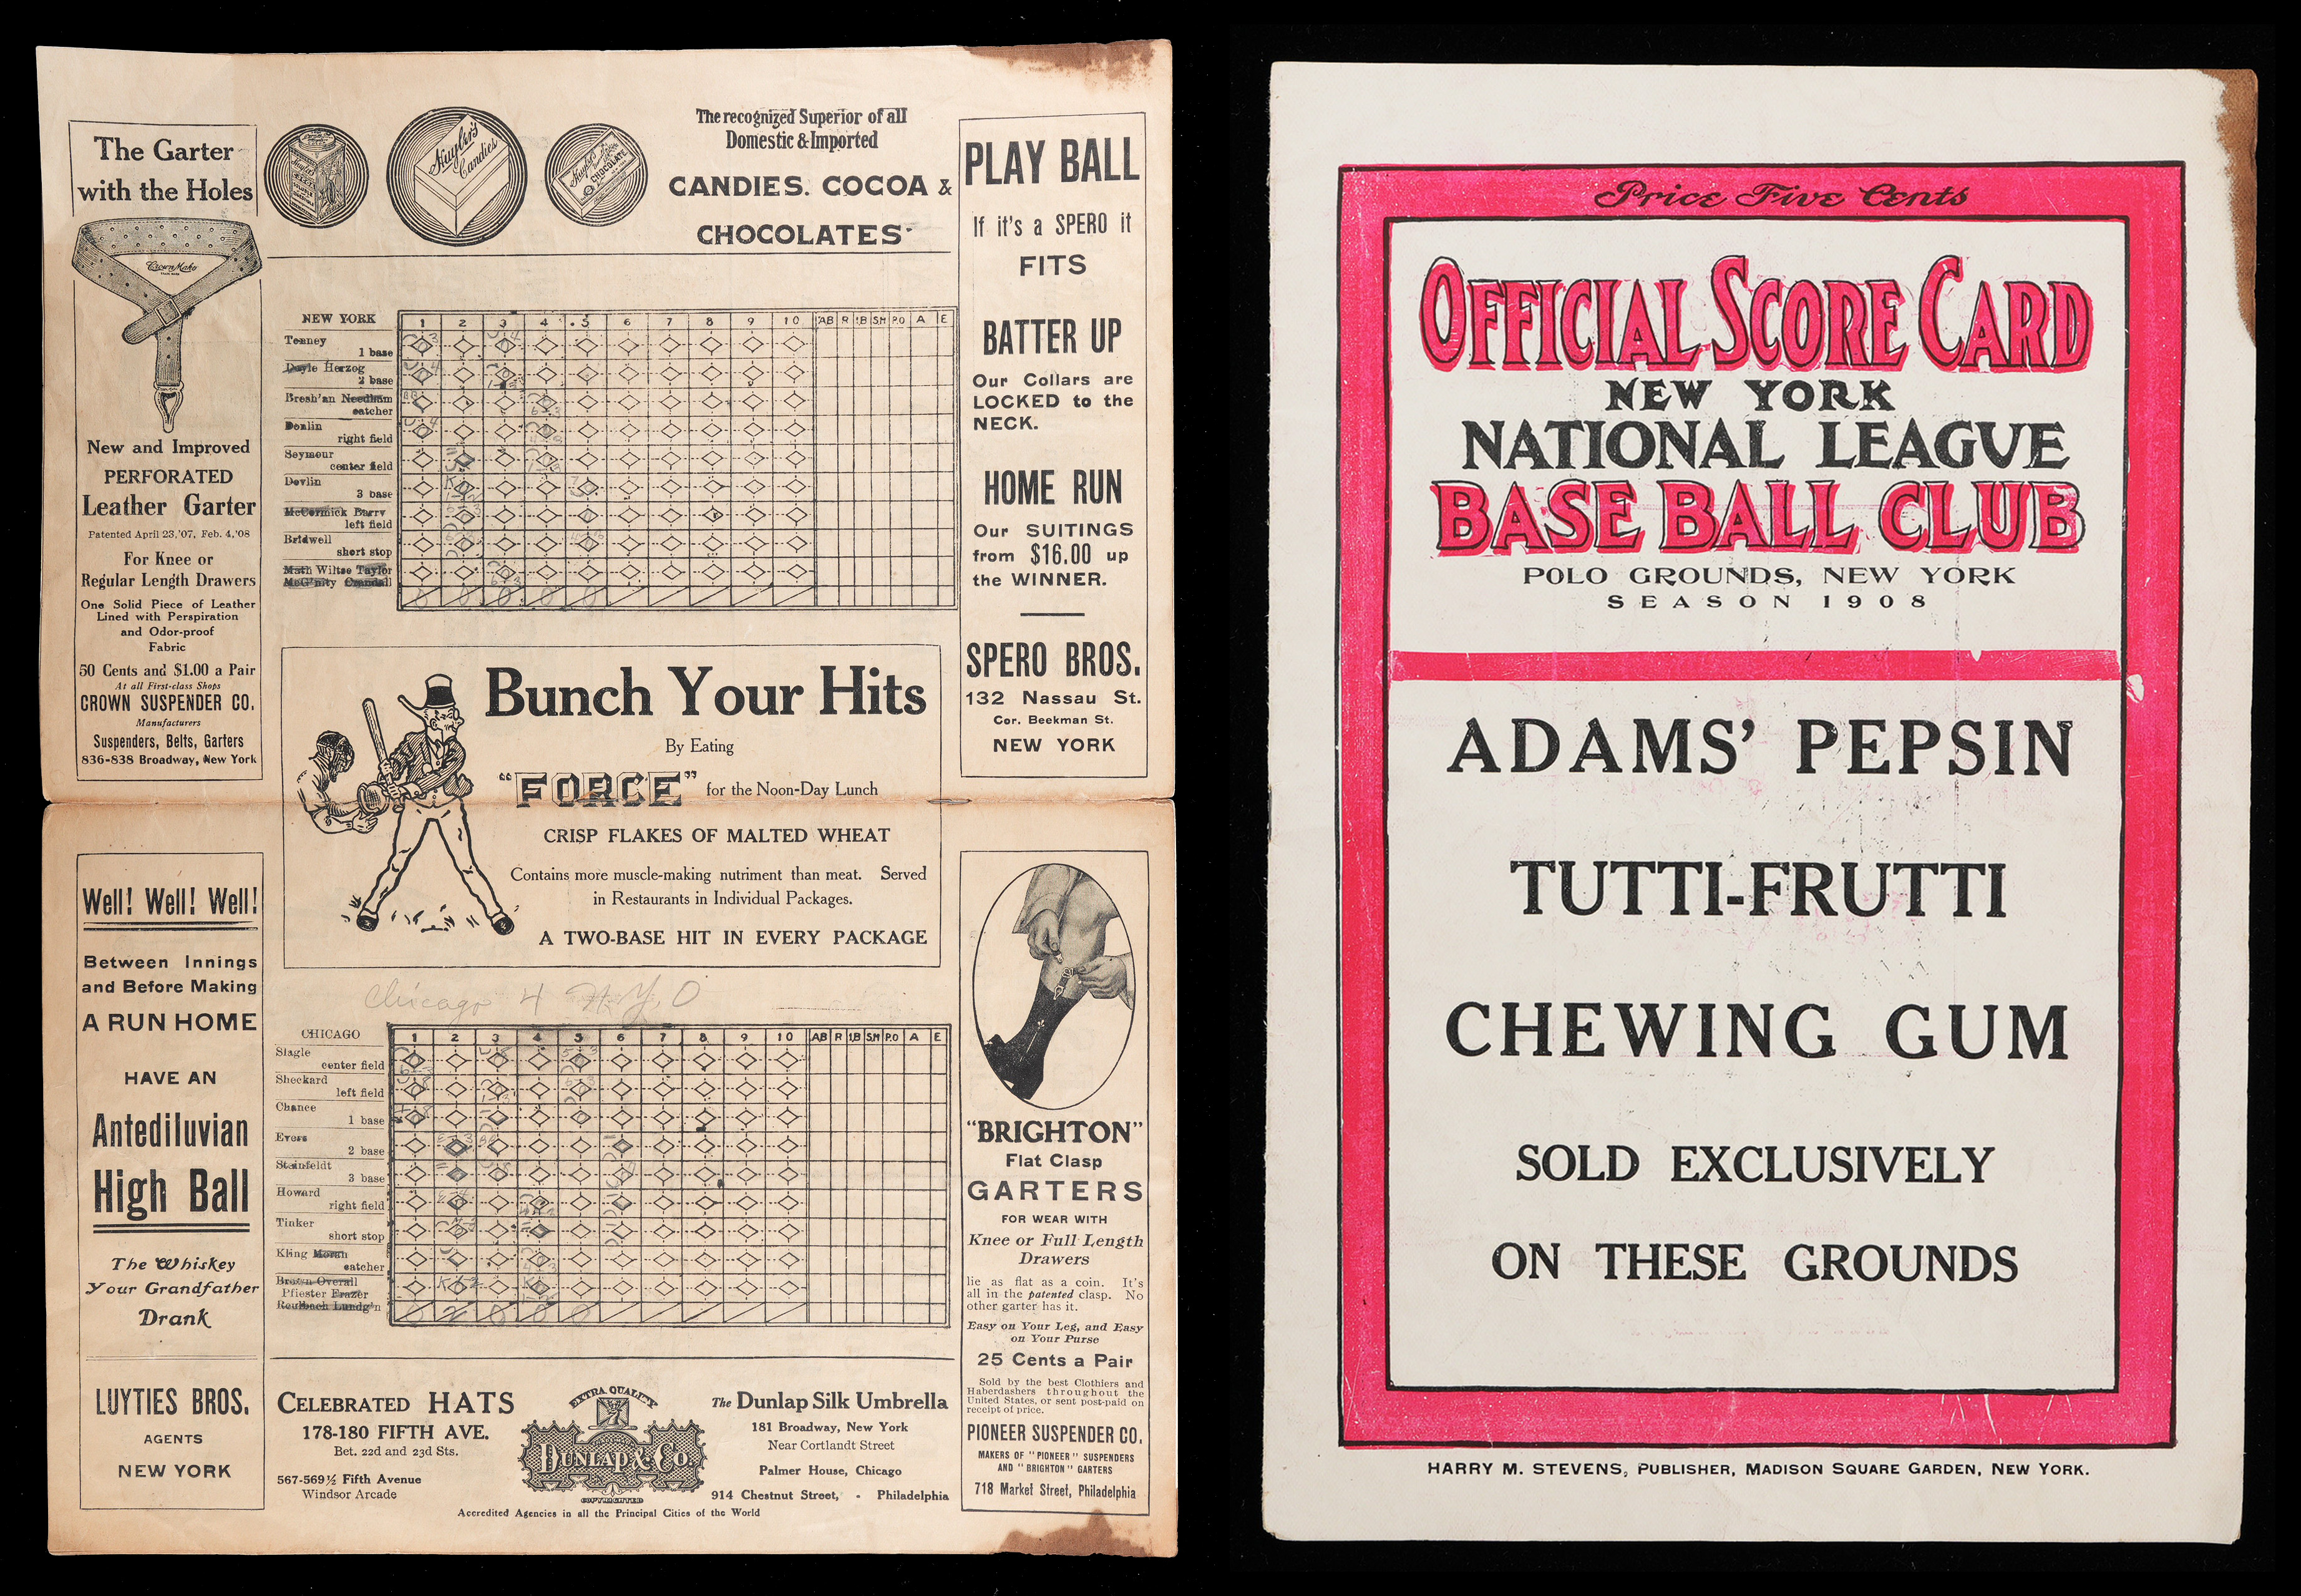 The Garter
with the Holes
Crown Make
New and Improved
PERFORATED
Leather Garter
Patented April 23,'07, Feb. 4,'08
For Knee or
Regular Length Drawers
One Solid Piece of Leather
Lined with Perspiration
and Odor-proof
Fabric
50 Cents and $1.00 a Pair
At all First-class Shops
CROWN SUSPENDER CO.
Manufacturers
Suspenders, Belts, Garters
836-838 Broadway, New York
Huyler's
Candies
Huyler's
CHOCOLATE
The recognized Superior of all
Domestic & Imported
CANDIES. COCOA &
CHOCOLATES
PLAY BALL
If it's a SPERO it
FITS
BATTER UP
Our Collars are
LOCKED to the
NECK.
HOME RUN
Our SUITINGS
from $16.00 up
the WINNER.
SPERO BROS.
132 Nassau St.
Cor. Beekman St.
NEW YORK
NEW YORK 1 2 3 4 5 6 7 8 9 10 AB R 1B S.H P.O A E
Tenney
1 base
Doyle Herzog
2 base
Bresh'an Needham
catcher
Donlin
right field
Seymour
center field
Devlin
3 base
McCormick Barry
left field
Bridwell
short stop
Math Wiltse Taylor
McG'nity Crandall
0 0 0 0 0
Bunch Your Hits
By Eating
"FORCE" for the Noon-Day Lunch
CRISP FLAKES OF MALTED WHEAT
Contains more muscle-making nutriment than meat. Served
in Restaurants in Individual Packages.
A TWO-BASE HIT IN EVERY PACKAGE
Chicago 4 N.Y. 0
CHICAGO 1 2 3 4 5 6 7 8 9 10 AB R 1B S.H P.O A E
Slagle
center field
Sheckard
left field
Chance
1 base
Evers
2 base
Steinfeldt
3 base
Howard
right field
Tinker
short stop
Kling Moran
catcher
Brown Overall
Pfiester Frazer
Reulbach Lundg'n
0 2 0 0 0
Well! Well! Well!
Between Innings
and Before Making
A RUN HOME
HAVE AN
Antediluvian
High Ball
The Whiskey
Your Grandfather
Drank
LUYTIES BROS.
AGENTS
NEW YORK
CELEBRATED HATS
178-180 FIFTH AVE.
Bet. 22d and 23d Sts.
567-569½ Fifth Avenue
Windsor Arcade
EXTRA QUALITY
DUNLAP & CO.
COPYRIGHTED
The Dunlap Silk Umbrella
181 Broadway, New York
Near Cortlandt Street
Palmer House, Chicago
914 Chestnut Street, - Philadelphia
Accredited Agencies in all the Principal Cities of the World
"BRIGHTON"
Flat Clasp
GARTERS
FOR WEAR WITH
Knee or Full Length
Drawers
lie as flat as a coin. It's
all in the patented clasp. No
other garter has it.
Easy on Your Leg, and Easy
on Your Purse
25 Cents a Pair
Sold by the best Clothiers and
Haberdashers throughout the
United States, or sent post-paid on
receipt of price.
PIONEER SUSPENDER CO.
MAKERS OF "PIONEER" SUSPENDERS
AND "BRIGHTON" GARTERS
718 Market Street, Philadelphia
Price Five Cents
OFFICIAL SCORE CARD
NEW YORK
NATIONAL LEAGUE
BASE BALL CLUB
POLO GROUNDS, NEW YORK
SEASON 1908
ADAMS' PEPSIN
TUTTI-FRUTTI
CHEWING GUM
SOLD EXCLUSIVELY
ON THESE GROUNDS
HARRY M. STEVENS, PUBLISHER, MADISON SQUARE GARDEN, NEW YORK.